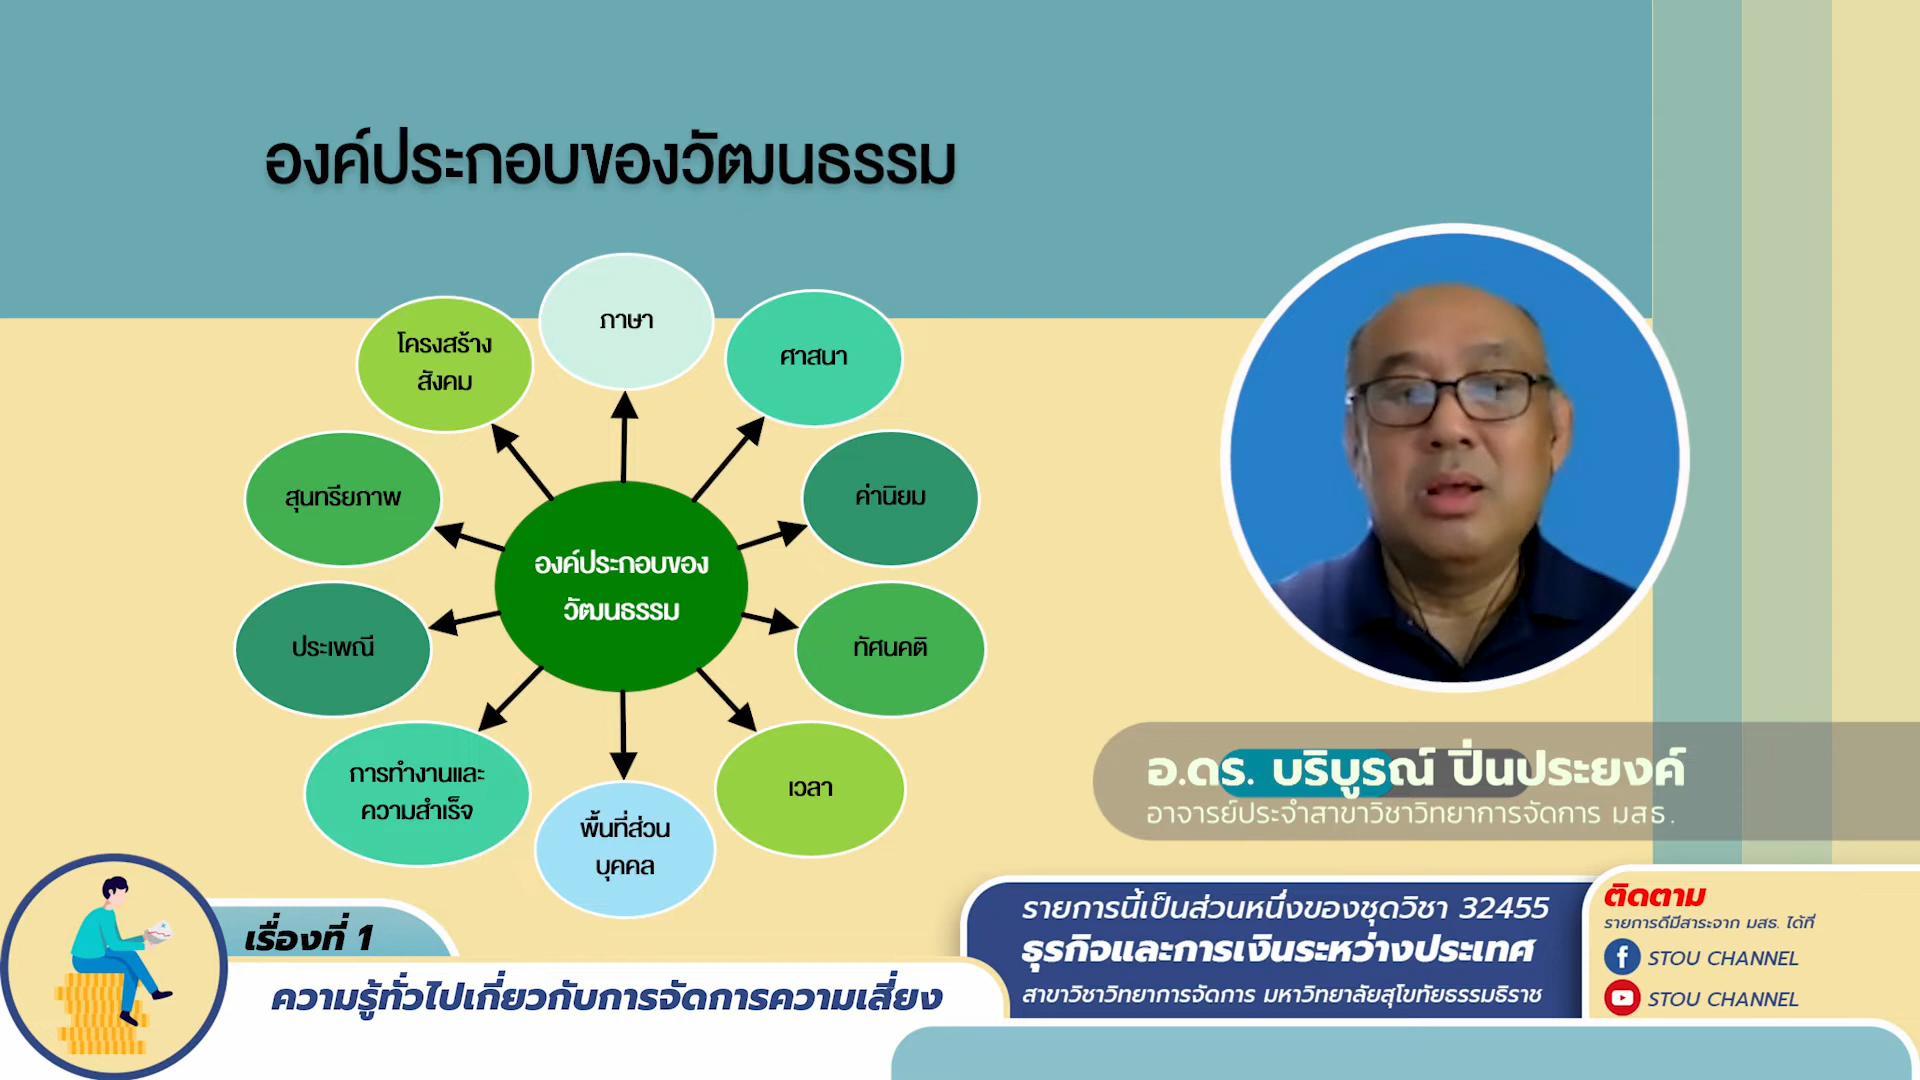 องค์ประกอบของวัฒนธรรม
ภาษา
ศาสนา
ค่านิยม
ทัศนคติ
เวลา
พื้นที่ส่วน
บุคคล
การทำงานและ
ความสำเร็จ
ประเพณี
สุนทรียภาพ
โครงสร้าง
สังคม
องค์ประกอบของ
วัฒนธรรม
อ.ดร. บริบูรณ์ ปิ่นประยงค์
อาจารย์ประจำสาขาวิชาวิทยาการจัดการ มสธ.
เรื่องที่ 1
ความรู้ทั่วไปเกี่ยวกับการจัดการความเสี่ยง
รายการนี้เป็นส่วนหนึ่งของชุดวิชา 32455
ธุรกิจและการเงินระหว่างประเทศ
สาขาวิชาวิทยาการจัดการ มหาวิทยาลัยสุโขทัยธรรมธิราช
ติดตาม
รายการดีมีสาระจาก มสธ. ได้ที่
STOU CHANNEL
STOU CHANNEL